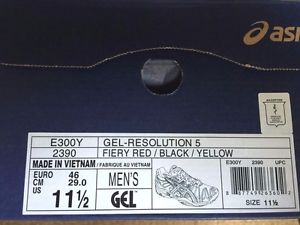 asi
E300Y GEL-RESOLUTION 5
2390 FIERY RED / BLACK / YELLOW
MADE IN VIETNAM / FABRIQUE AU VIETNAM
EURO 46
CM 29.0
US 11½
MEN'S
GEL
E300Y 2390 UPC
SIZE 11½